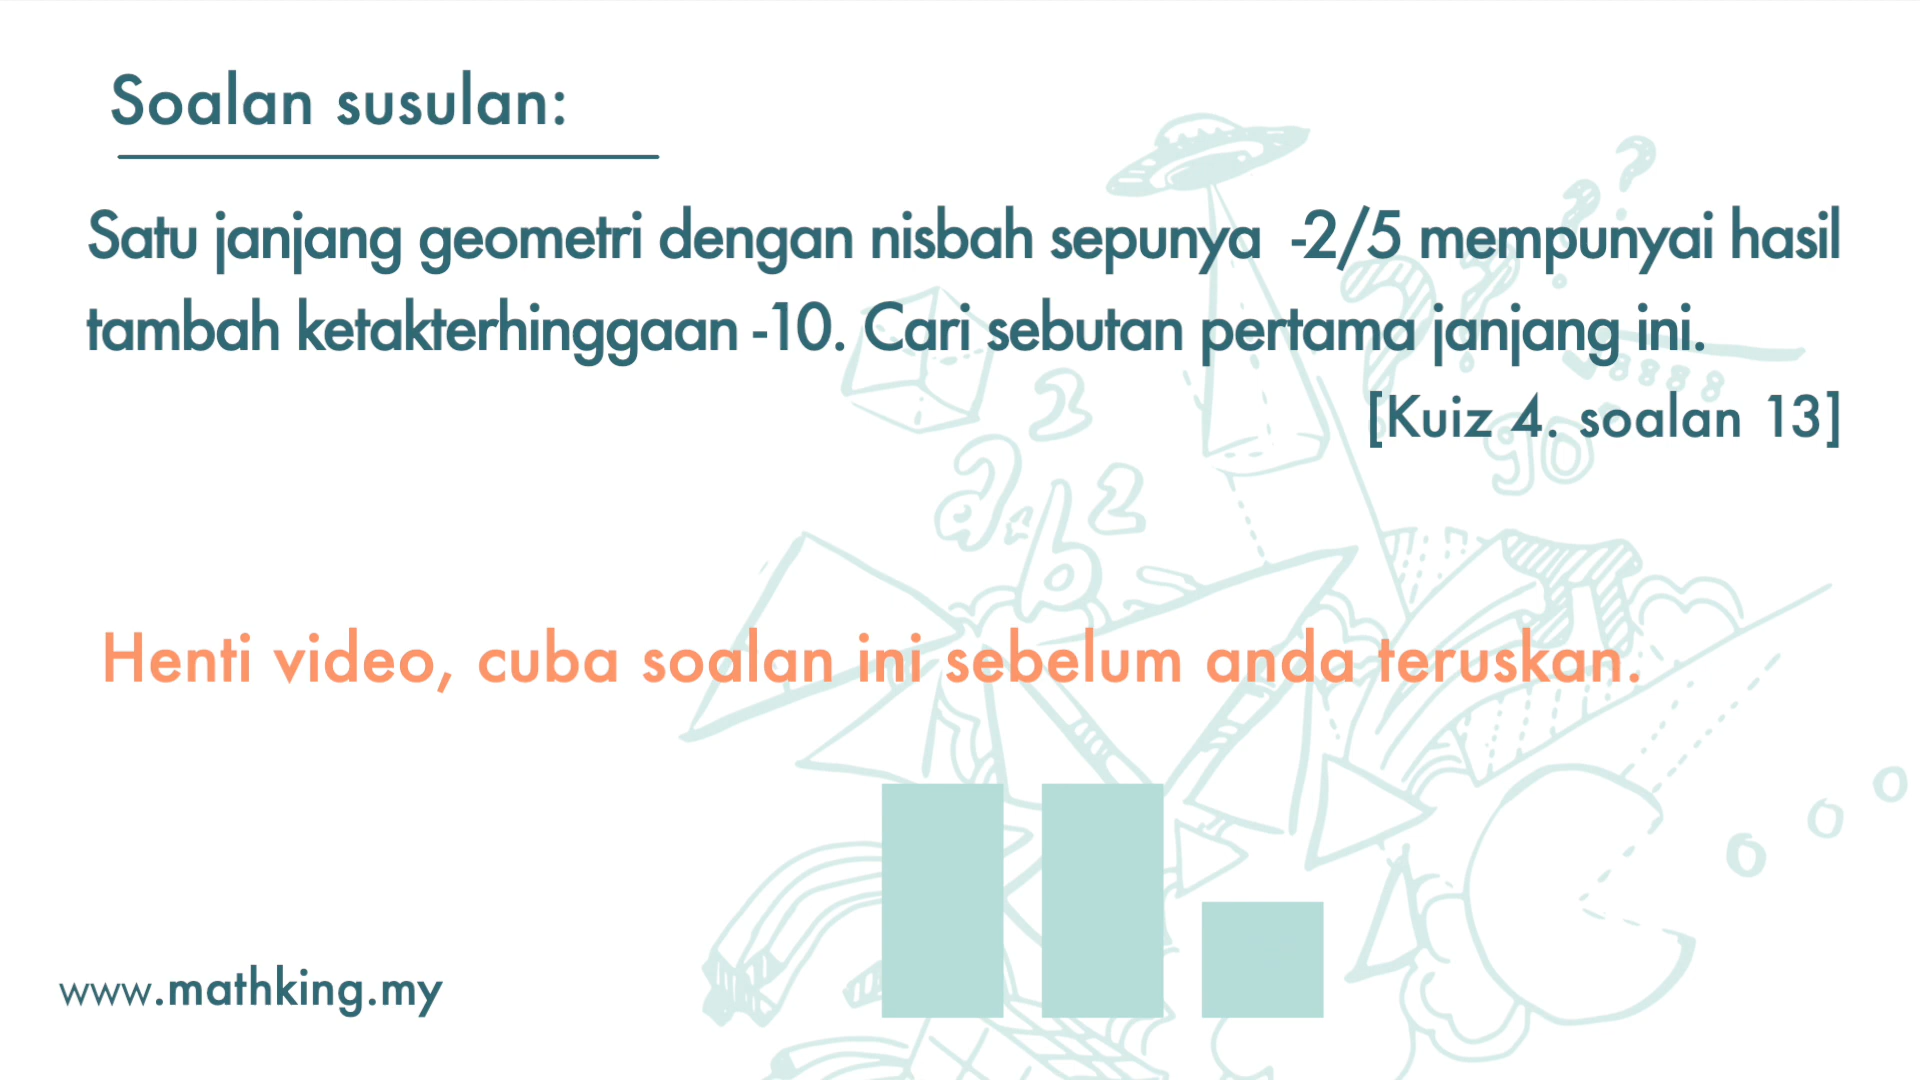 Soalan susulan:
Satu janjang geometri dengan nisbah sepunya -2/5 mempunyai hasil
tambah ketakterhinggaan -10. Cari sebutan pertama janjang ini.
[Kuiz 4. soalan 13]
Henti video, cuba soalan ini sebelum anda teruskan.
www.mathking.my